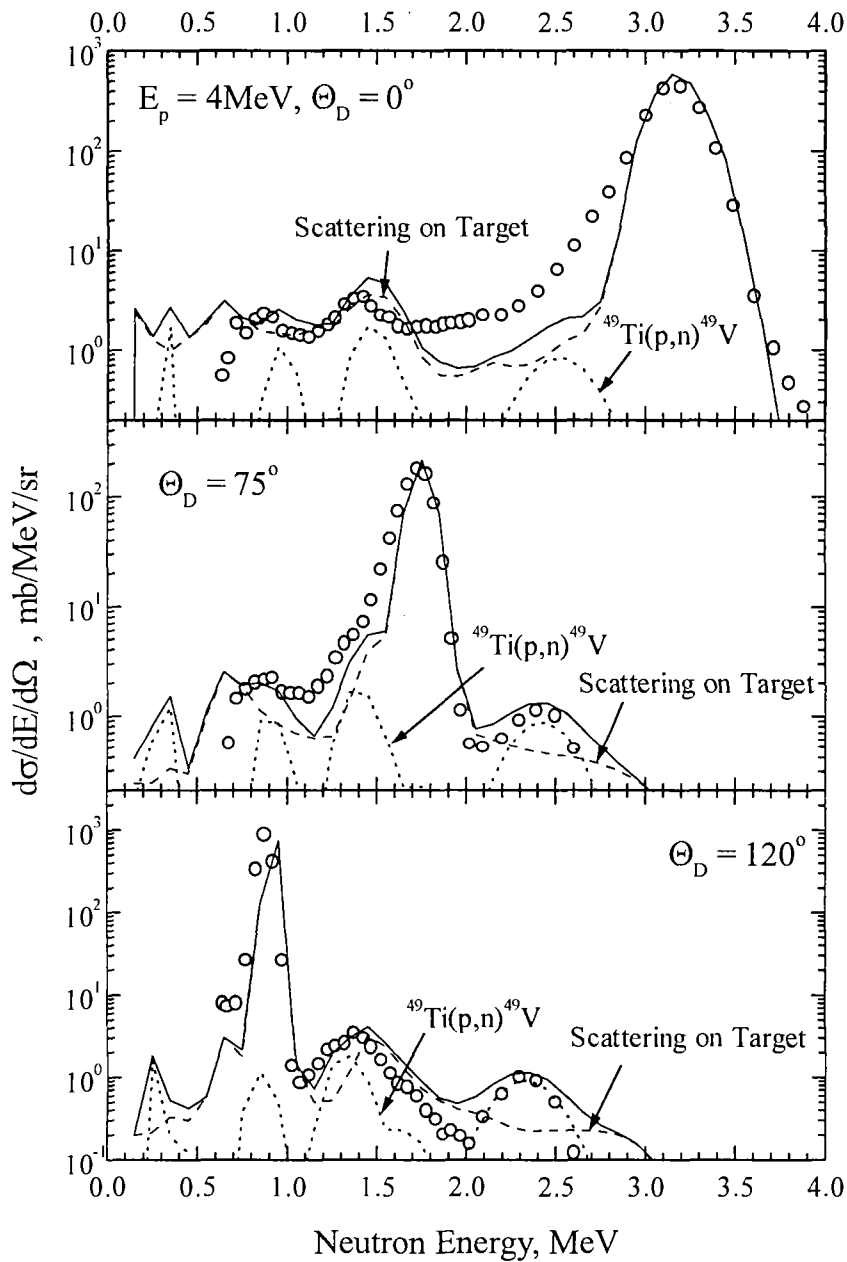 0.0 0.5 1.0 1.5 2.0 2.5 3.0 3.5 4.0
10³
E_p = 4MeV, Θ_D = 0°
10²
Scattering on Target
10¹
⁴⁹Ti(p,n)⁴⁹V
10⁰
Θ_D = 75°
10²
10¹
⁴⁹Ti(p,n)⁴⁹V
Scattering on Target
10⁰
dσ/dE/dΩ , mb/MeV/sr
10³
Θ_D = 120°
10²
10¹
⁴⁹Ti(p,n)⁴⁹V
Scattering on Target
10⁰
10⁻¹
0.0 0.5 1.0 1.5 2.0 2.5 3.0 3.5 4.0
Neutron Energy, MeV